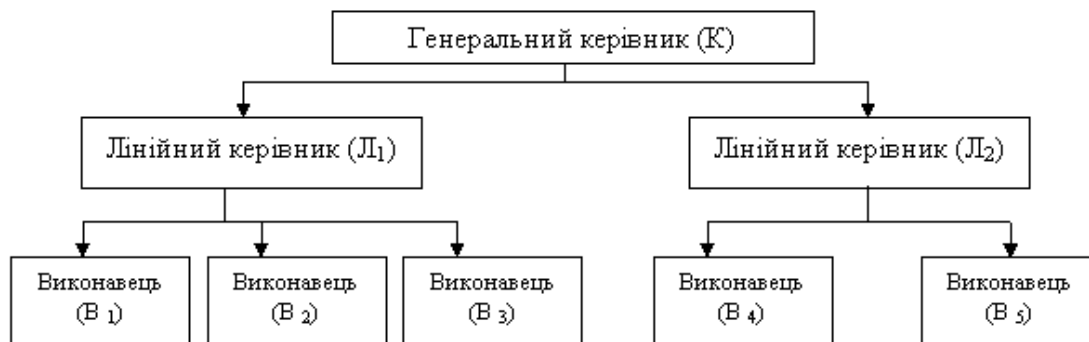 Генеральний керівник (К)
Лінійний керівник (Л1)
Лінійний керівник (Л2)
Виконавець
(В 1)
Виконавець
(В 2)
Виконавець
(В 3)
Виконавець
(В 4)
Виконавець
(В 5)